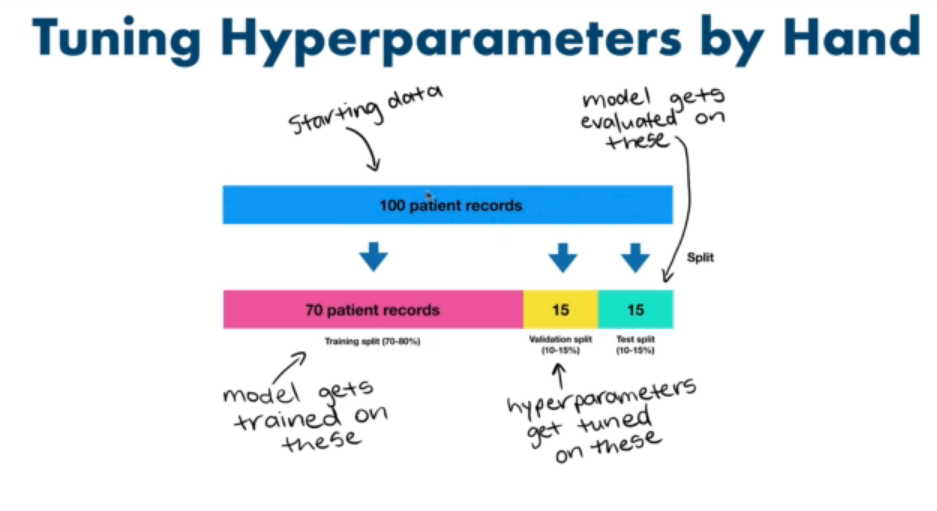 Tuning Hyperparameters by Hand
Starting data
model gets
evaluated on
these
100 patient records
Split
70 patient records
15
15
Training split (70-80%)
Validation split
(10-15%)
Test split
(10-15%)
model gets
trained on
these
hyperparameters
get tuned
on these